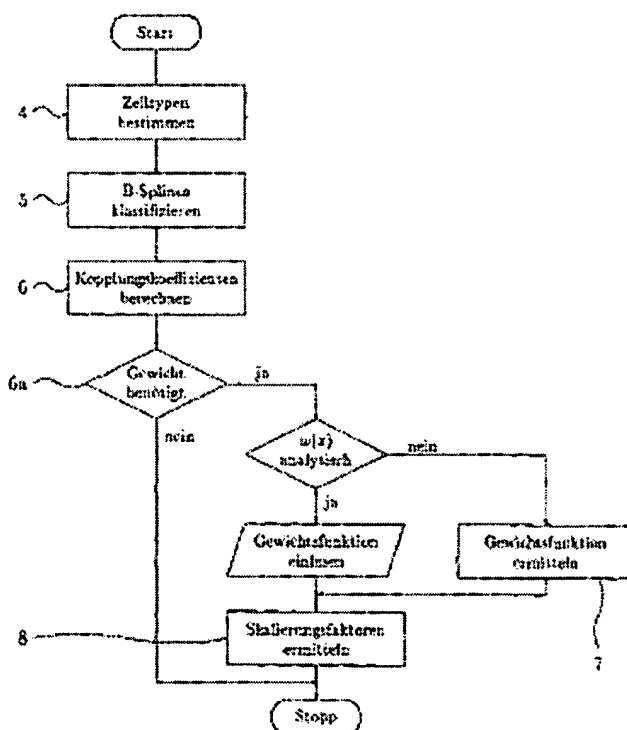 Start
4
Zelltypen
bestimmen
5
B-Splines
klassifizieren
6
Kopplungskoeffizienten
berechnen
6a
Gewicht
benötigt
ja
nein
w(x)
analytisch
nein
ja
Gewichtsfunktion
einlesen
Gewichtsfunktion
ermitteln
7
8
Skalierungsfaktoren
ermitteln
Stopp